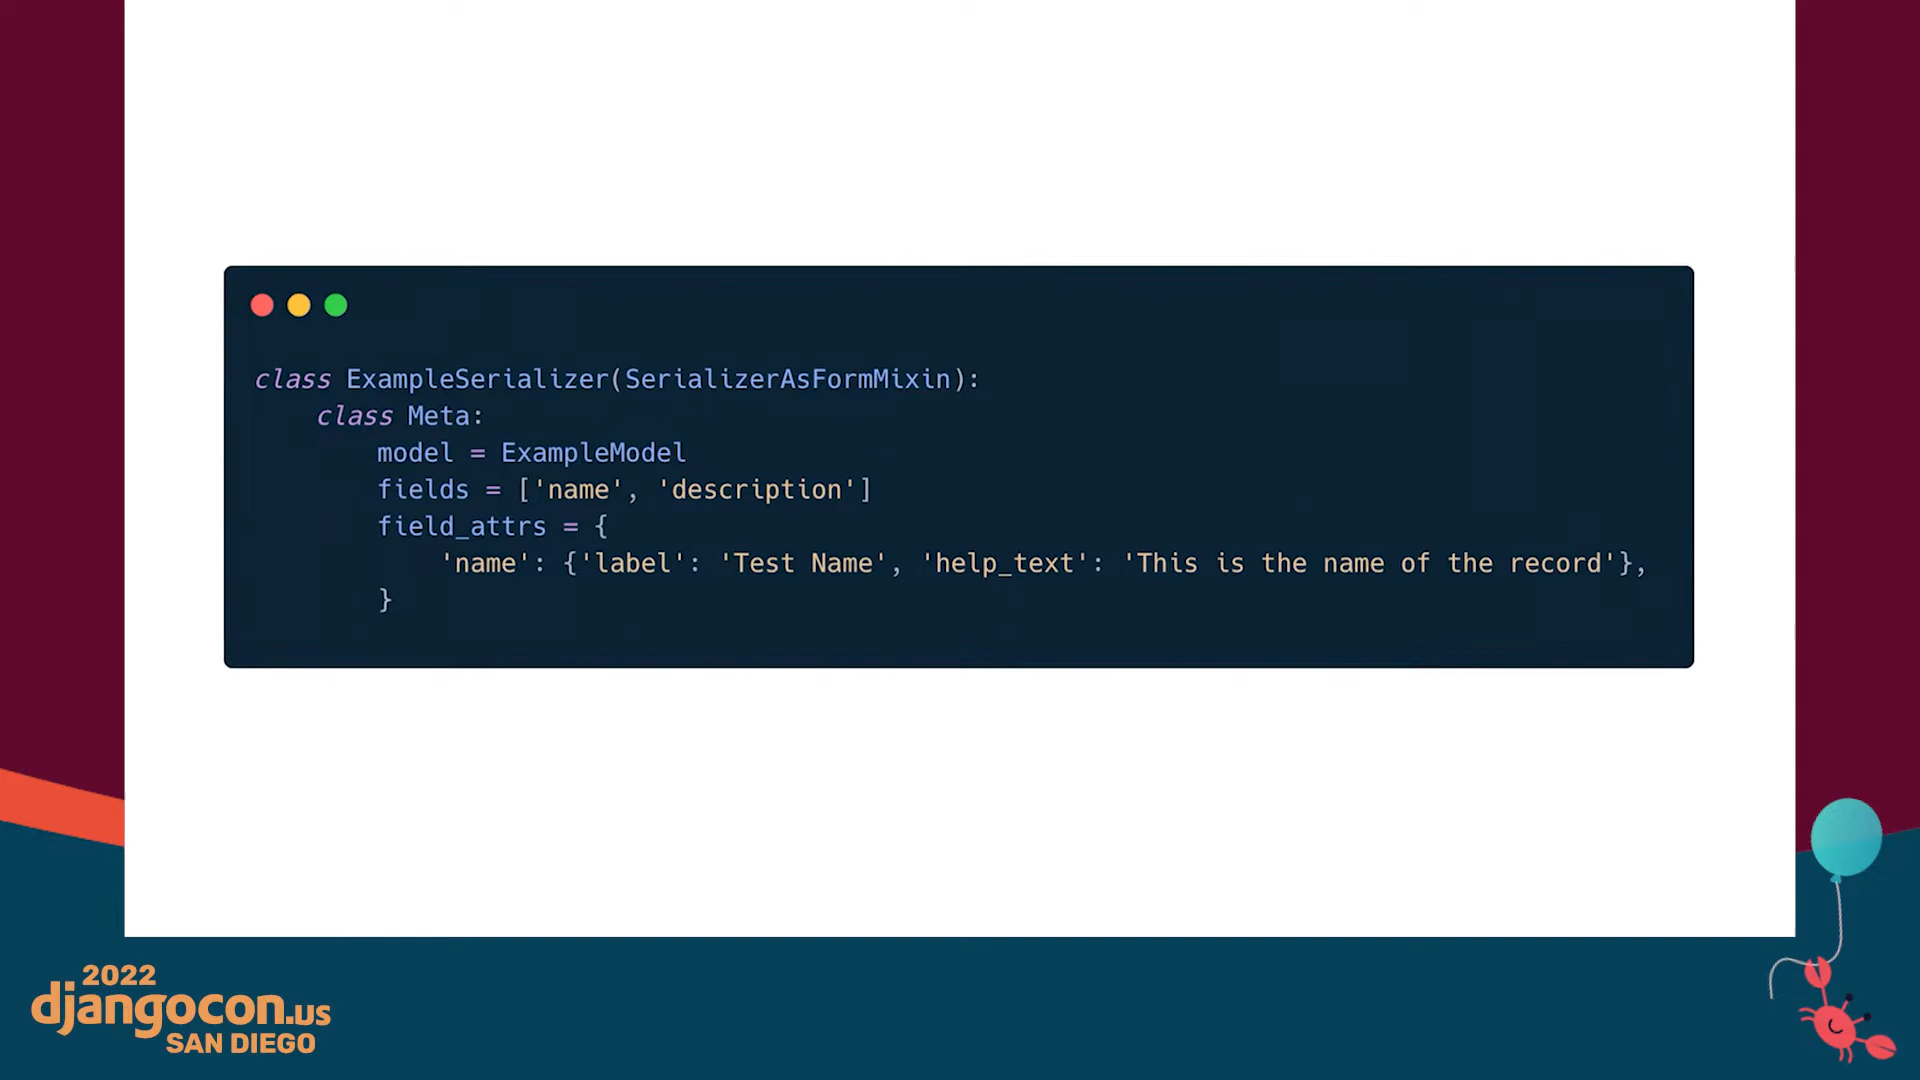 class ExampleSerializer(SerializerAsFormMixin):
    class Meta:
        model = ExampleModel
        fields = ['name', 'description']
        field_attrs = {
            'name': {'label': 'Test Name', 'help_text': 'This is the name of the record'},
        }
2022
djangocon.us
SAN DIEGO